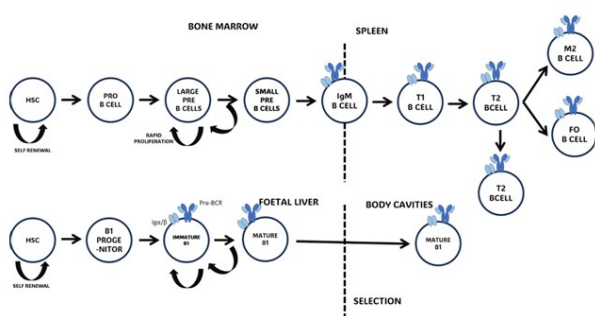 BONE MARROW
SPLEEN
HSC
SELF RENEWAL
PRO
B CELL
LARGE
PRE
B CELLS
RAPID
PROLIFERATION
SMALL
PRE
B CELLS
IgM
B CELL
T1
B CELL
T2
BCELL
M2
B CELL
FO
B CELL
T2
BCELL
FOETAL LIVER
BODY CAVITIES
HSC
SELF RENEWAL
B1
PROGE
-NITOR
Igα/β
Pre-BCR
IMMATURE
B1
MATURE
B1
MATURE
B1
SELECTION